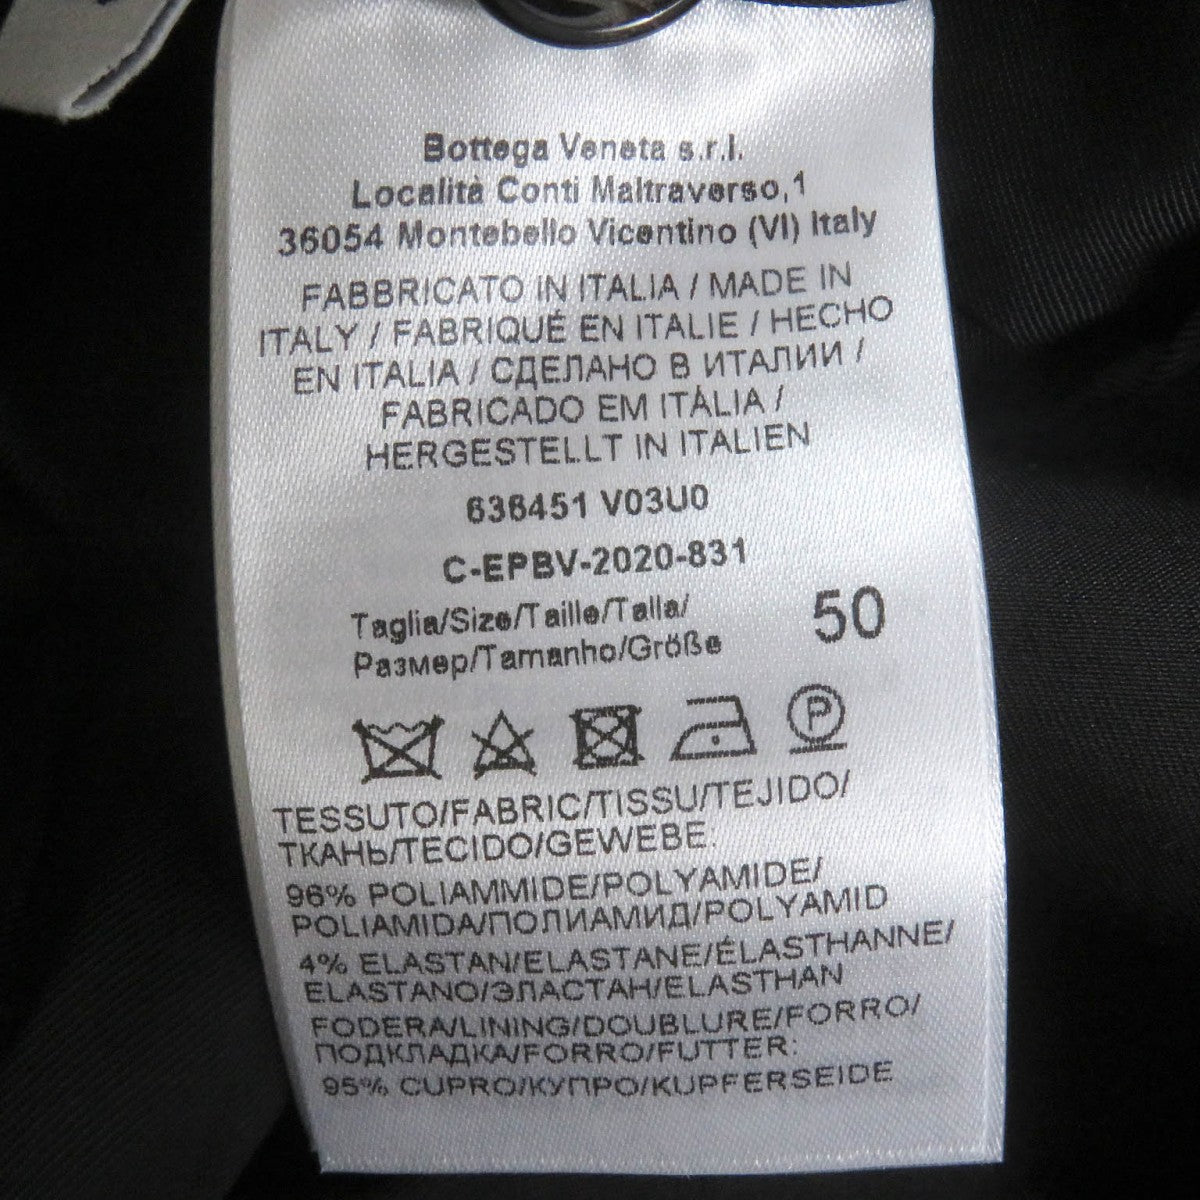 Bottega Veneta s.r.l.
Località Conti Maltraverso,1
36054 Montebello Vicentino (VI) Italy
FABBRICATO IN ITALIA / MADE IN
ITALY / FABRIQUÉ EN ITALIE / HECHO
EN ITALIA / СДЕЛАНО В ИТАЛИИ /
FABRICADO EM ITÁLIA /
HERGESTELLT IN ITALIEN
636451 V03U0
C-EPBV-2020-831
Taglia/Size/Taille/Talla/
Размер/Tamanho/Größe
50
P
TESSUTO/FABRIC/TISSU/TEJIDO/
ТКАНЬ/TECIDO/GEWEBE:
96% POLIAMMIDE/POLYAMIDE/
POLIAMIDA/ПОЛИАМИД/POLYAMID
4% ELASTAN/ELASTANE/ÉLASTHANNE/
ELASTANO/ЭЛАСТАН/ELASTHAN
FODERA/LINING/DOUBLURE/FORRO/
ПОДКЛАДКА/FORRO/FUTTER:
95% CUPRO/КУПРО/KUPFERSEIDE